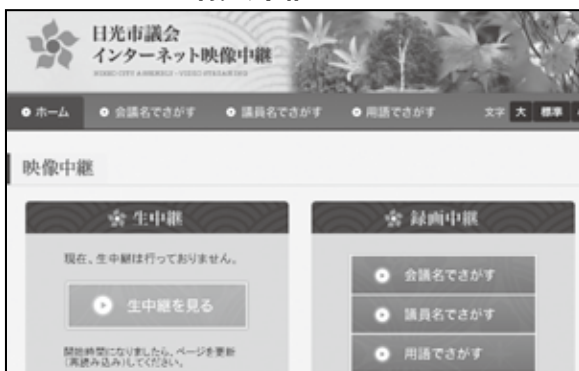 日光市議会
インターネット映像中継
NIKKO CITY ASSEMBLY - VIDEO STREAMING
ホーム 会議名でさがす 議員名でさがす 用語でさがす 文字 大 標準
映像中継
生中継
現在、生中継は行っておりません。
生中継を見る
開始時間になりましたら、ページを更新
(再読み込み)してください。
録画中継
会議名でさがす
議員名でさがす
用語でさがす